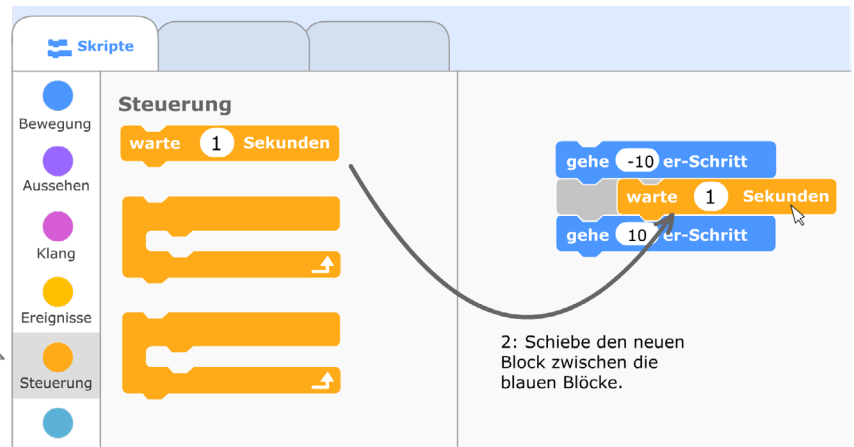 Skripte
Bewegung
Aussehen
Klang
Ereignisse
Steuerung
Steuerung
warte 1 Sekunden
gehe -10 er-Schritt
warte 1 Sekunden
gehe 10 er-Schritt
2: Schiebe den neuen
Block zwischen die
blauen Blöcke.